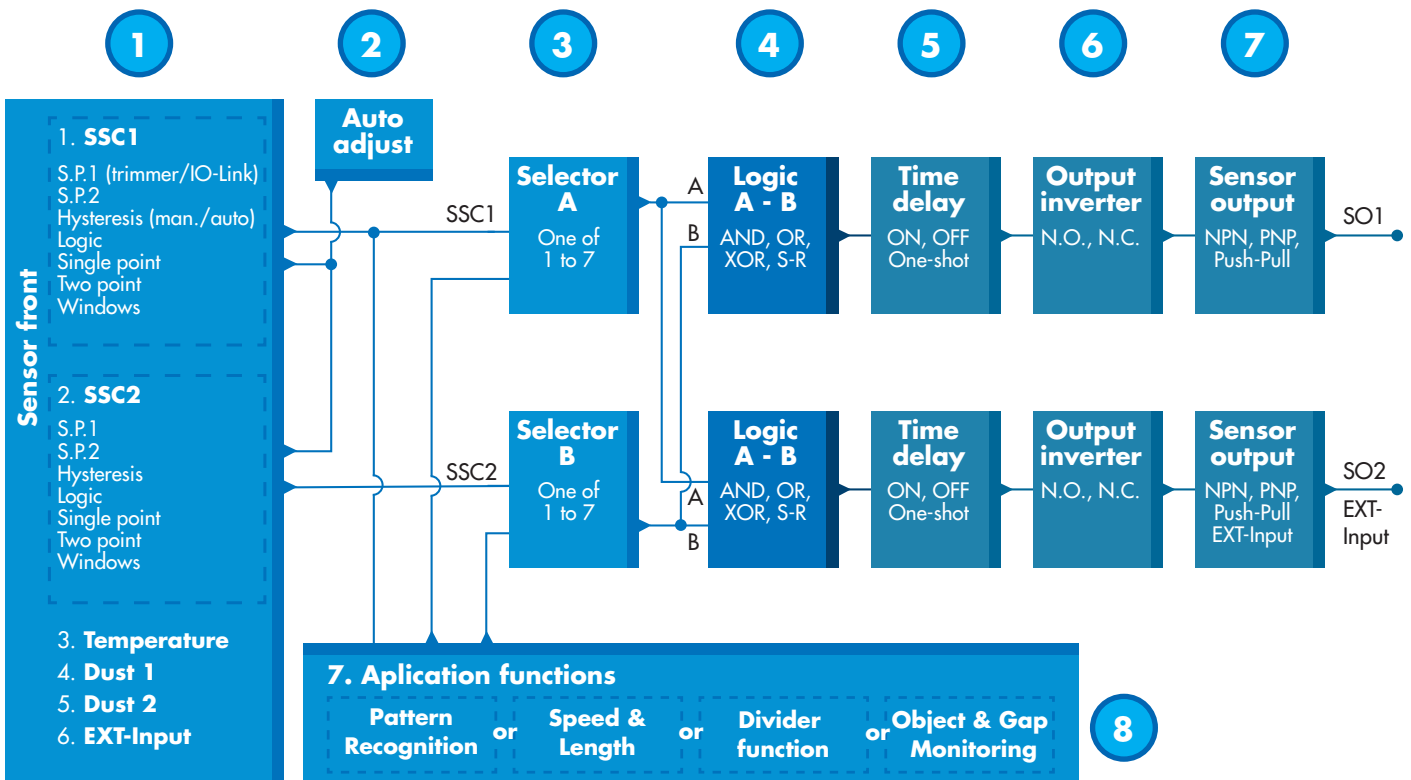 1
2
3
4
5
6
7
Sensor front
1. SSC1
S.P.1 (trimmer/IO-Link)
S.P.2
Hysteresis (man./auto)
Logic
Single point
Two point
Windows
2. SSC2
S.P.1
S.P.2
Hysteresis
Logic
Single point
Two point
Windows
3. Temperature
4. Dust 1
5. Dust 2
6. EXT-Input
Auto
adjust
SSC1
Selector
A
One of
1 to 7
A
B
Logic
A - B
AND, OR,
XOR, S-R
Time
delay
ON, OFF
One-shot
Output
inverter
N.O., N.C.
Sensor
output
NPN, PNP,
Push-Pull
SO1
SSC2
Selector
B
One of
1 to 7
A
B
Logic
A - B
AND, OR,
XOR, S-R
Time
delay
ON, OFF
One-shot
Output
inverter
N.O., N.C.
Sensor
output
NPN, PNP,
Push-Pull
EXT-Input
SO2
EXT-
Input
7. Aplication functions
Pattern
Recognition
or
Speed &
Length
or
Divider
function
or
Object & Gap
Monitoring
8